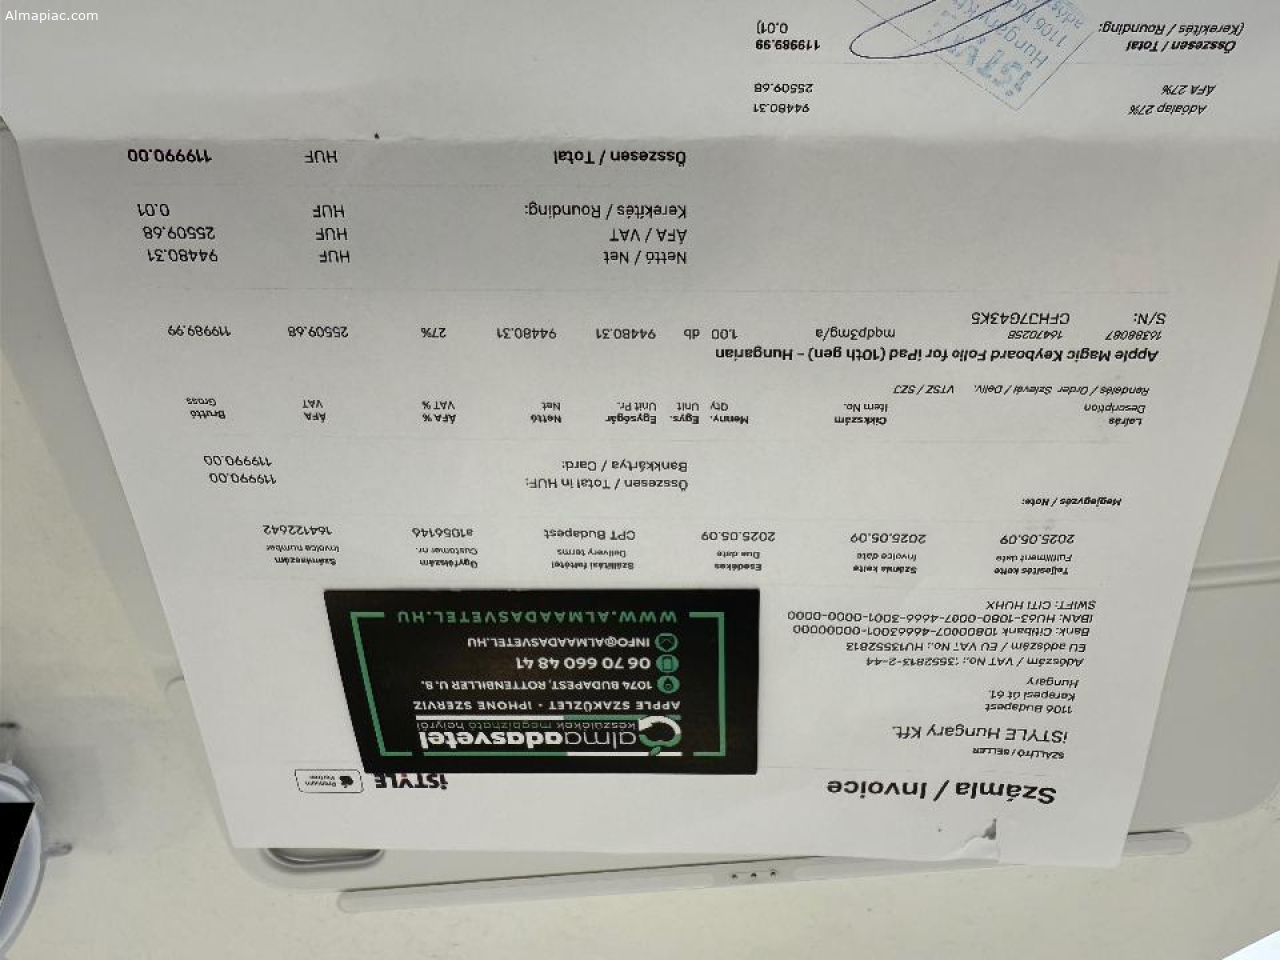 Almapiac.com
Számla / Invoice
iSTYLE
Premium
SZÁLLÍTÓ / SELLER
iSTYLE Hungary Kft.
1106 Budapest
Kerepesi út 61.
Hungary
Adószám / VAT No.: 13552813-2-44
EU adószám / EU VAT No.: HU13552813
Bank: Citibank 10800007-46663001-00000000
IBAN: HU63-1080-0007-4666-3001-0000-0000
SWIFT: CITI HUHX
almaadasvetel
készülékek megbízható helyről
APPLE SZAKÜZLET • IPHONE SZERVIZ
1074 BUDAPEST, ROTTENBILLER U. 8.
06 70 660 48 41
INFO@ALMAADASVETEL.HU
WWW.ALMAADASVETEL.HU
Teljesítés kelte Számla kelte Esedékes Szállítási feltétel Ügyfélszám Számlaszám
Fulfillment date Invoice date Due date Delivery terms Customer nr. Invoice number
2025.05.09 2025.05.09 2025.05.09 CPT Budapest a1056146 164122642
Megjegyzés / Note:
Összesen / Total in HUF: 119990.00
Bankkártya / Card: 119990.00
Leírás Cikkszám Menny. Egys. Egységár Nettó ÁFA % ÁFA Bruttó
Description Item No. Qty Unit Unit Pr. Net VAT % VAT Gross
Rendelés / Order Szlevél / Deliv. VTSZ / SZJ
Apple Magic Keyboard Folio for iPad (10th gen) - Hungarian
16398087 16470258 mqdp3mg/a 1.00 db 94480.31 94480.31 27% 25509.68 119989.99
S/N: CFHJ7G43K5
Nettó / Net HUF 94480.31
ÁFA / VAT HUF 25509.68
Kerekítés / Rounding: HUF 0.01
Összesen / Total HUF 119990.00
Adóalap 27% 94480.31
ÁFA 27% 25509.68
Összesen / Total 119989.99
(Kerekítés / Rounding: 0.01)
iSTYLE
Hungary Kft.